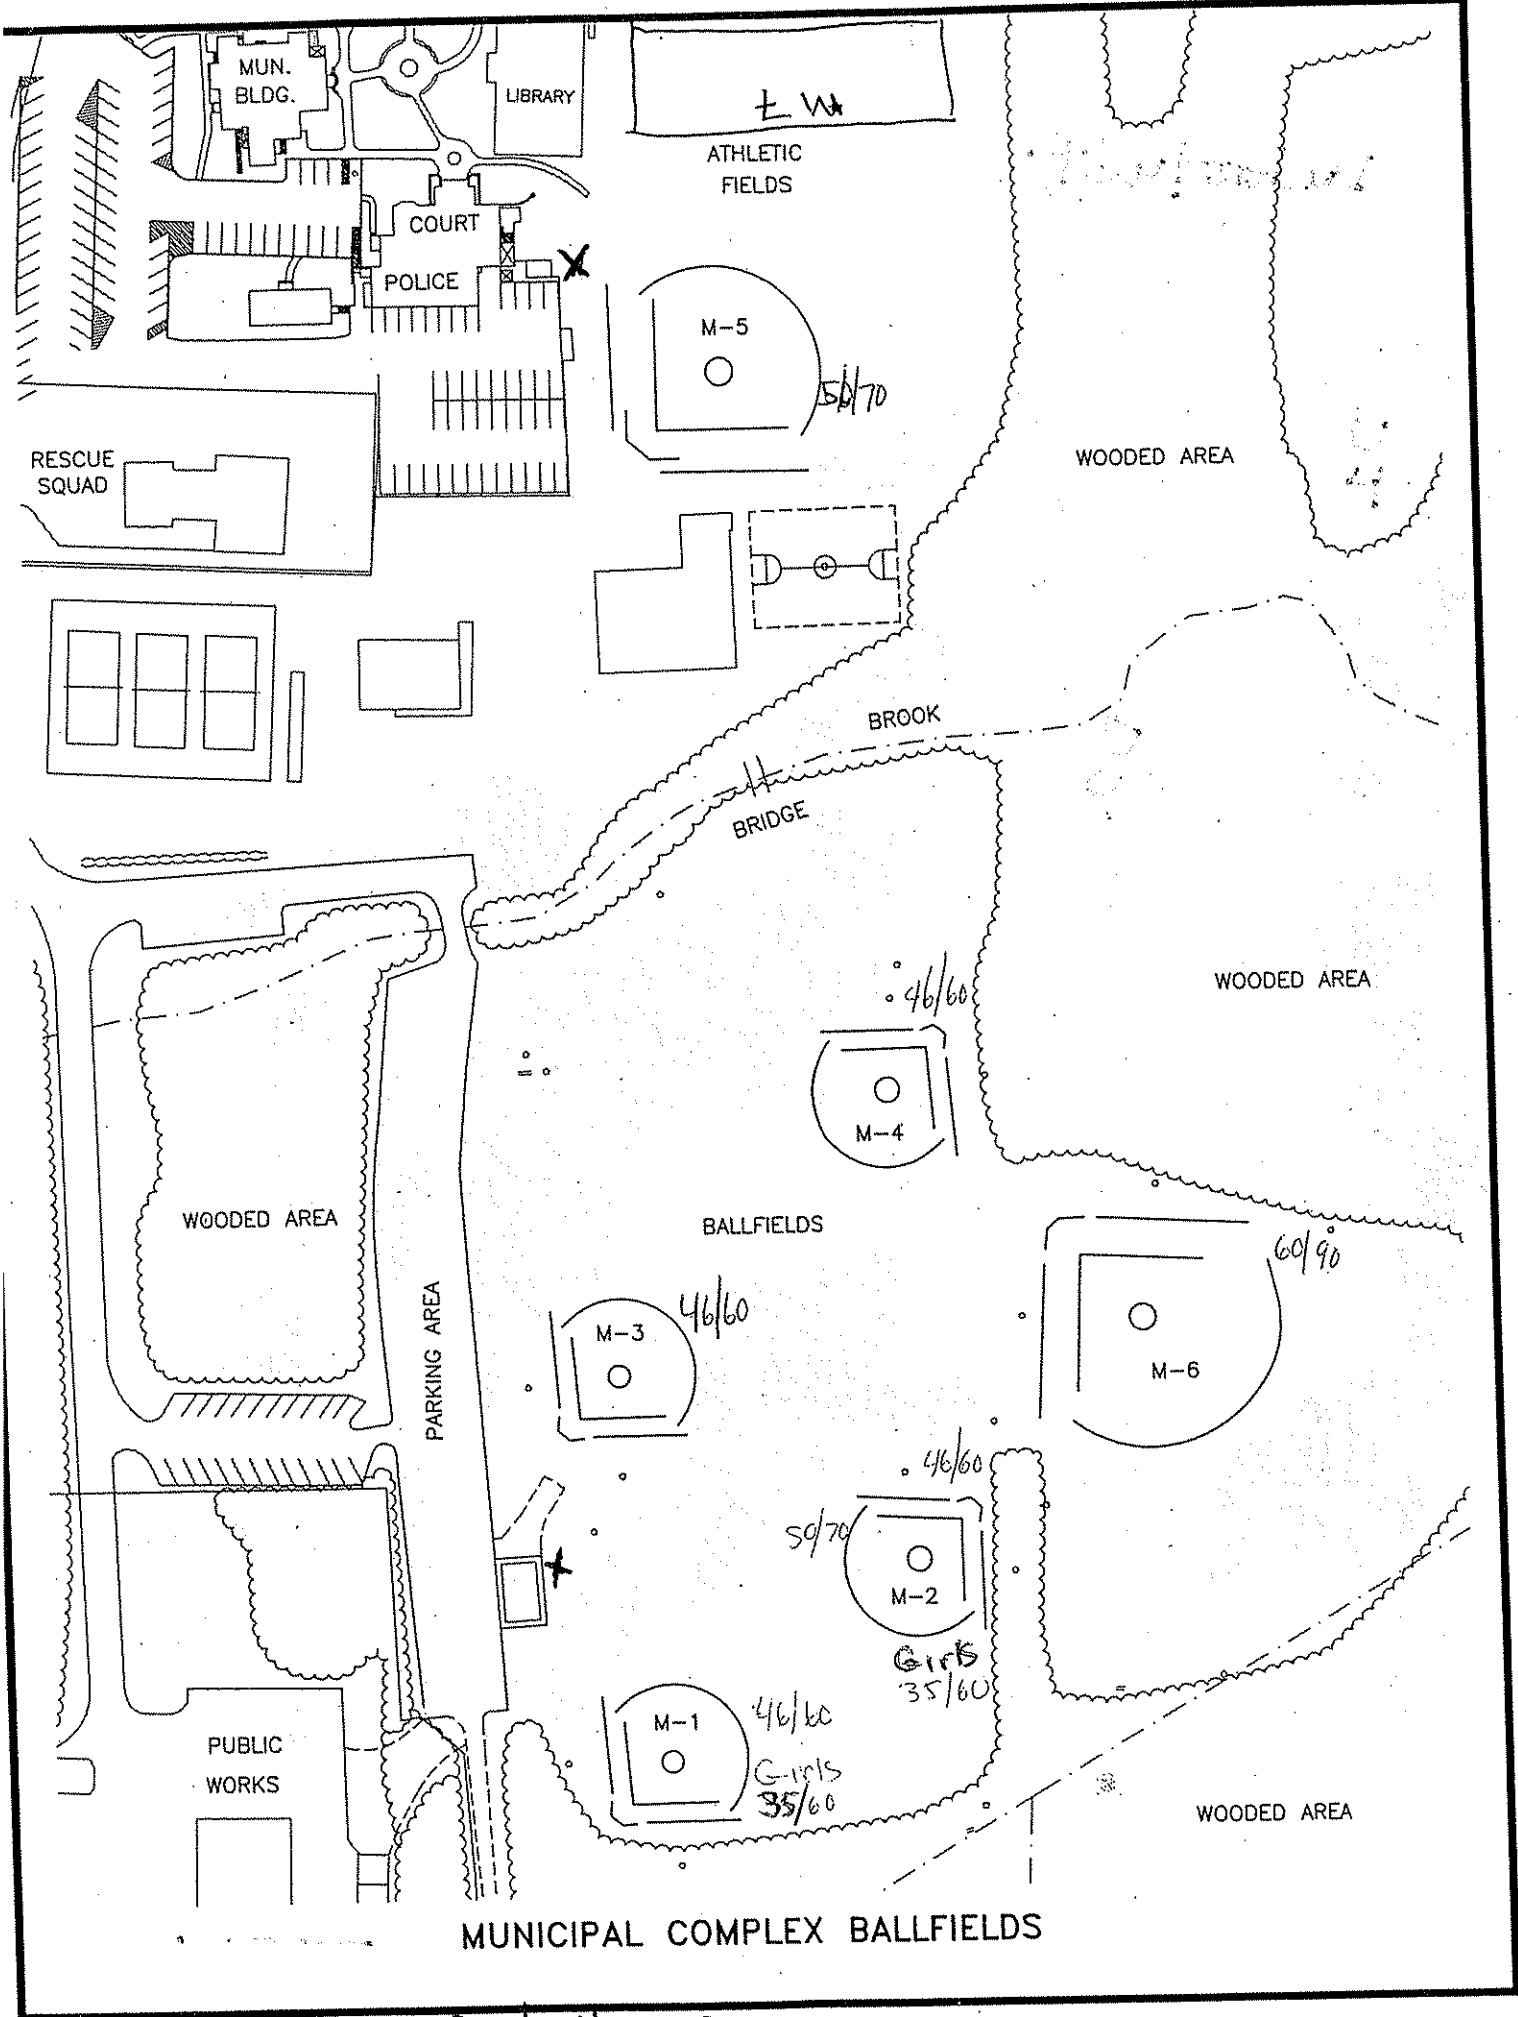 MUN.
BLDG.
LIBRARY
ATHLETIC
FIELDS
COURT
POLICE
M-5
50/70
RESCUE
SQUAD
WOODED AREA
BROOK
BRIDGE
46/60
WOODED AREA
M-4
WOODED AREA
BALLFIELDS
60/90
PARKING AREA
M-3
46/60
M-6
46/60
50/70
M-2
Girls
35/60
M-1
46/60
Girls
35/60
PUBLIC
WORKS
WOODED AREA
MUNICIPAL COMPLEX BALLFIELDS